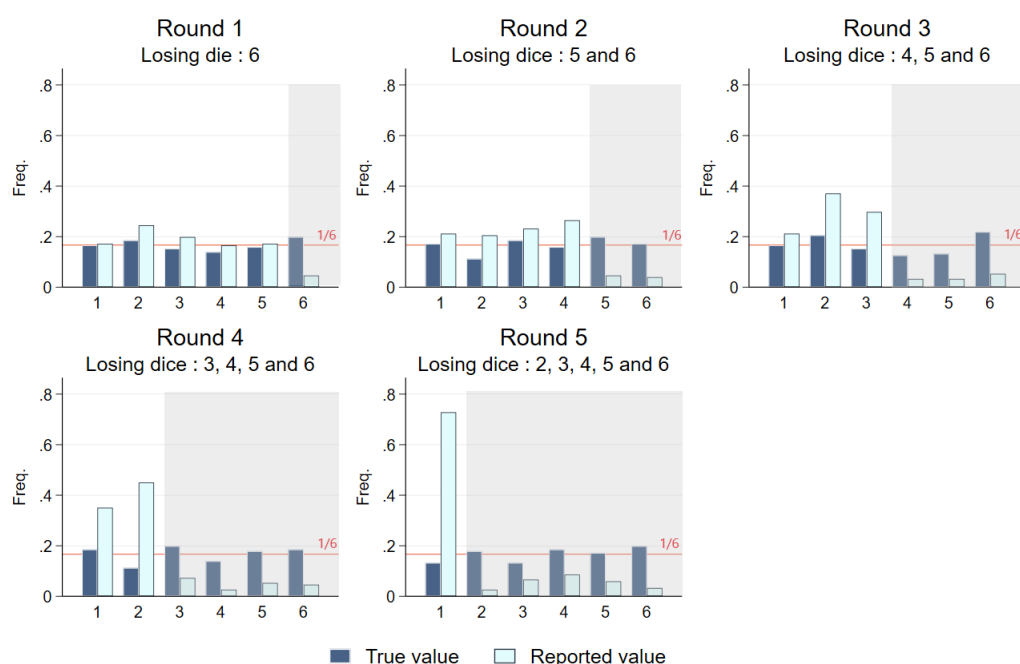 Round 1
Losing die : 6
Freq.
.8
.6
.4
.2
0
1/6
1 2 3 4 5 6
Round 2
Losing dice : 5 and 6
Freq.
.8
.6
.4
.2
0
1/6
1 2 3 4 5 6
Round 3
Losing dice : 4, 5 and 6
Freq.
.8
.6
.4
.2
0
1/6
1 2 3 4 5 6
Round 4
Losing dice : 3, 4, 5 and 6
Freq.
.8
.6
.4
.2
0
1/6
1 2 3 4 5 6
Round 5
Losing dice : 2, 3, 4, 5 and 6
Freq.
.8
.6
.4
.2
0
1/6
1 2 3 4 5 6
True value Reported value